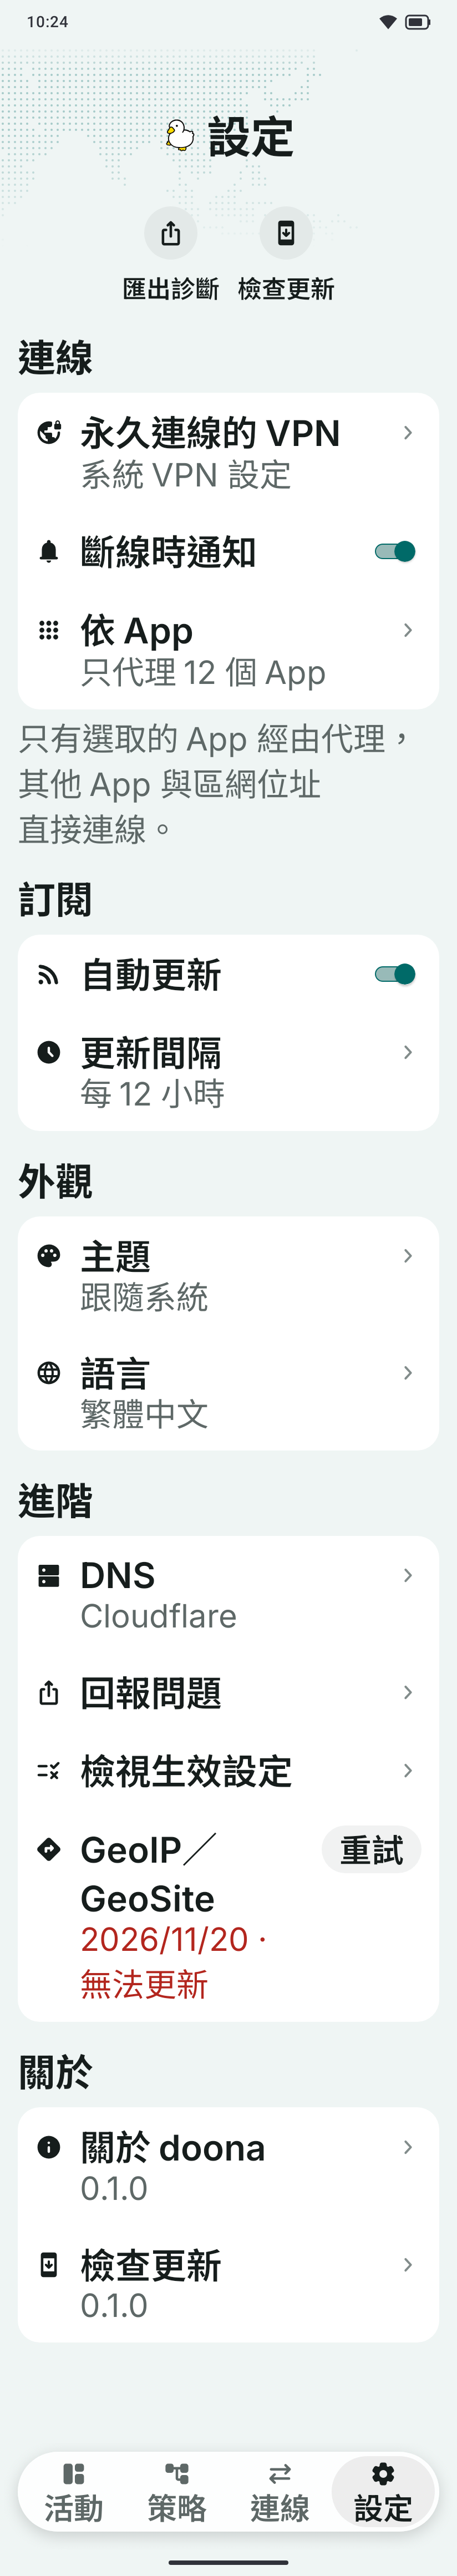 10:24
設定
匯出診斷
檢查更新
連線
永久連線的 VPN
系統 VPN 設定
斷線時通知
依 App
只代理 12 個 App
只有選取的 App 經由代理，
其他 App 與區網位址
直接連線。
訂閱
自動更新
更新間隔
每 12 小時
外觀
主題
跟隨系統
語言
繁體中文
進階
DNS
Cloudflare
回報問題
檢視生效設定
GeoIP／
GeoSite
重試
2026/11/20 ·
無法更新
關於
關於 doona
0.1.0
檢查更新
0.1.0
活動
策略
連線
設定